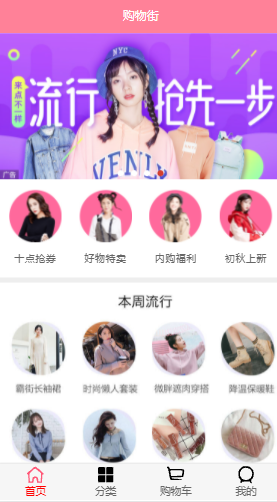 购物街
NYC
来点不一样
流行 抢先一步
VENLI
广告
十点抢券 好物特卖 内购福利 初秋上新
本周流行
霸街长袖裙 时尚懒人套装 微胖遮肉穿搭 降温保暖鞋
首页 分类 购物车 我的